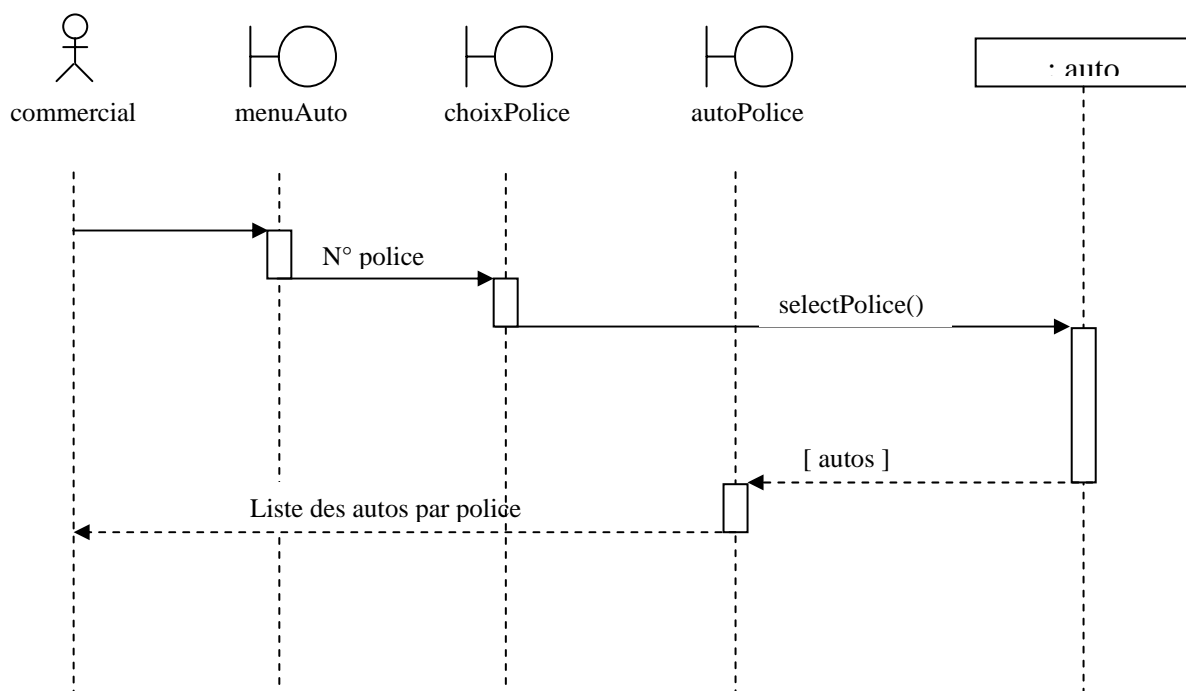 : auto
commercial
menuAuto
choixPolice
autoPolice
N° police
selectPolice()
[ autos ]
Liste des autos par police